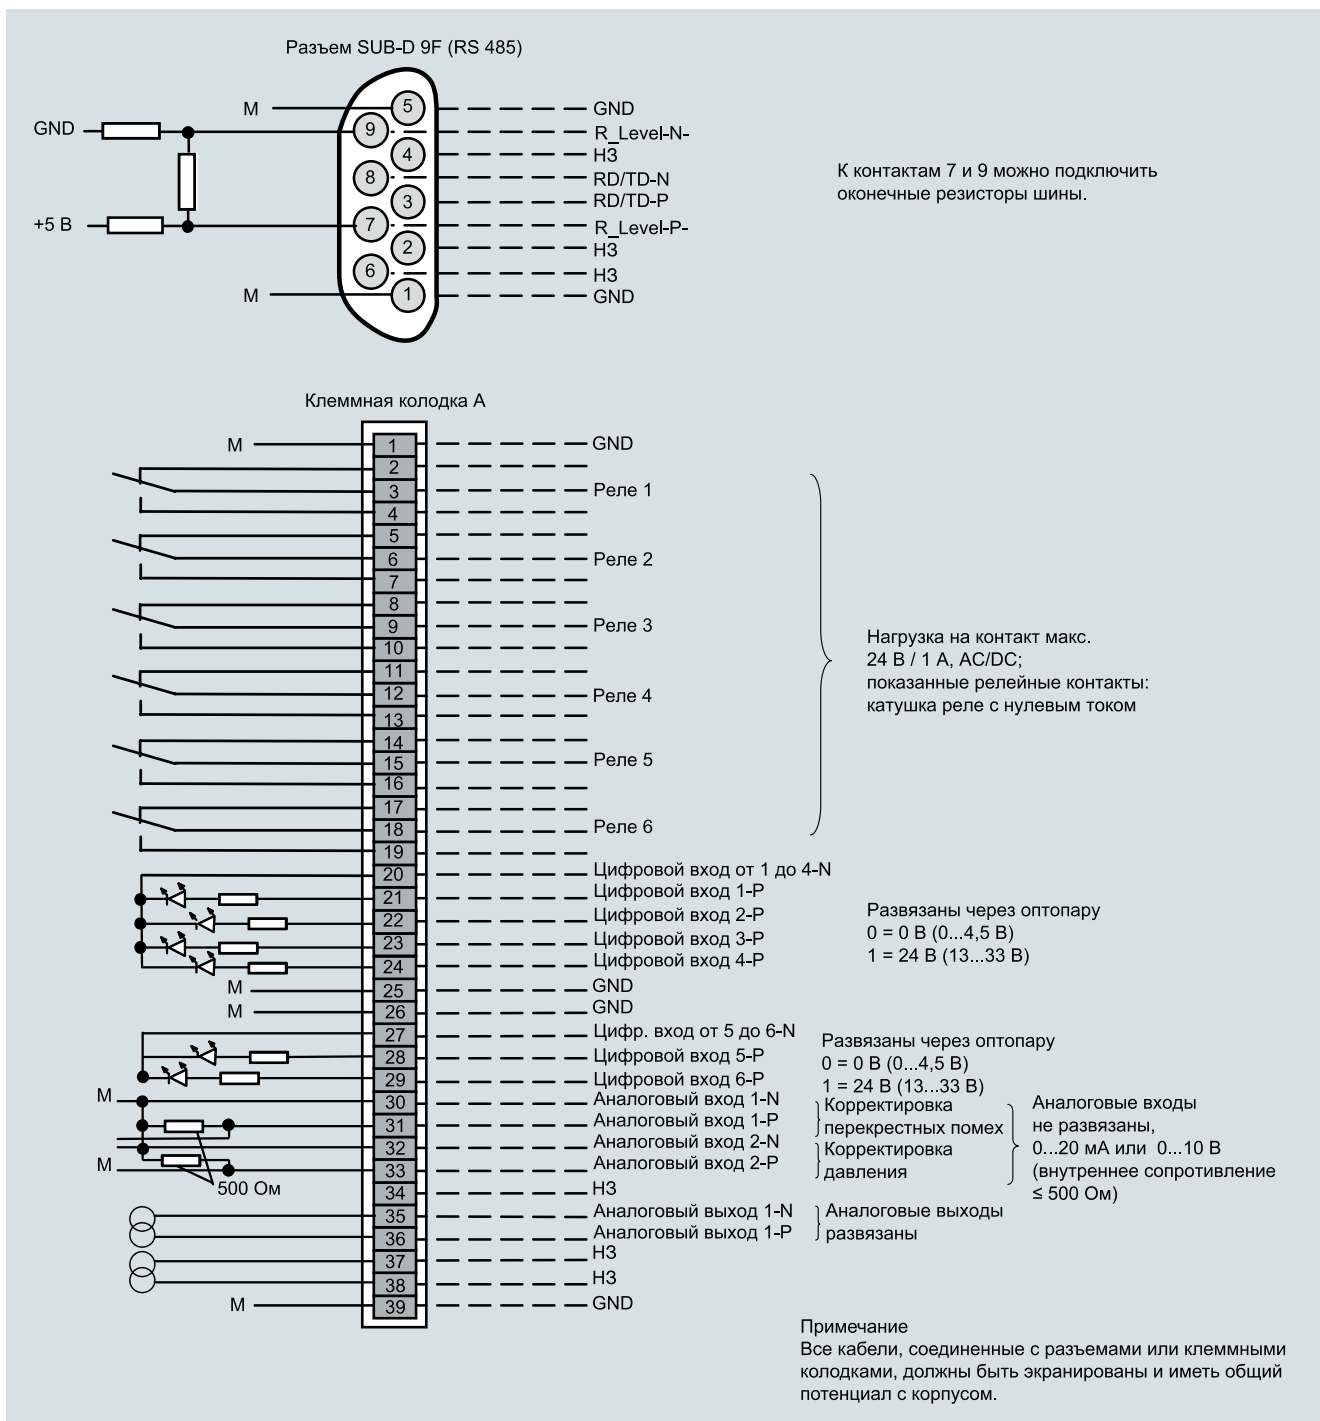 Разъем SUB-D 9F (RS 485)
M 5 GND
GND 9 R_Level-N-
4 НЗ
8 RD/TD-N
3 RD/TD-P
+5 В 7 R_Level-P-
2 НЗ
6 НЗ
M 1 GND
К контактам 7 и 9 можно подключить
оконечные резисторы шины.
Клеммная колодка А
M 1 GND
2
3 Реле 1
4
5
6 Реле 2
7
8
9 Реле 3
10
11
12 Реле 4
13
14
15 Реле 5
16
17
18 Реле 6
19
Нагрузка на контакт макс.
24 В / 1 А, AC/DC;
показанные релейные контакты:
катушка реле с нулевым током
20 Цифровой вход от 1 до 4-N
21 Цифровой вход 1-P
22 Цифровой вход 2-P
23 Цифровой вход 3-P
24 Цифровой вход 4-P
Развязаны через оптопару
0 = 0 В (0...4,5 В)
1 = 24 В (13...33 В)
M 25 GND
M 26 GND
27 Цифр. вход от 5 до 6-N
28 Цифровой вход 5-P
29 Цифровой вход 6-P
Развязаны через оптопару
0 = 0 В (0...4,5 В)
1 = 24 В (13...33 В)
M 30 Аналоговый вход 1-N
31 Аналоговый вход 1-P
32 Аналоговый вход 2-N
M 33 Аналоговый вход 2-P
500 Ом
Корректировка
перекрестных помех
Корректировка
давления
Аналоговые входы
не развязаны,
0...20 мА или 0...10 В
(внутреннее сопротивление
≤ 500 Ом)
34 НЗ
35 Аналоговый выход 1-N
36 Аналоговый выход 1-P
Аналоговые выходы
развязаны
37 НЗ
38 НЗ
M 39 GND
Примечание
Все кабели, соединенные с разъемами или клеммными
колодками, должны быть экранированы и иметь общий
потенциал с корпусом.